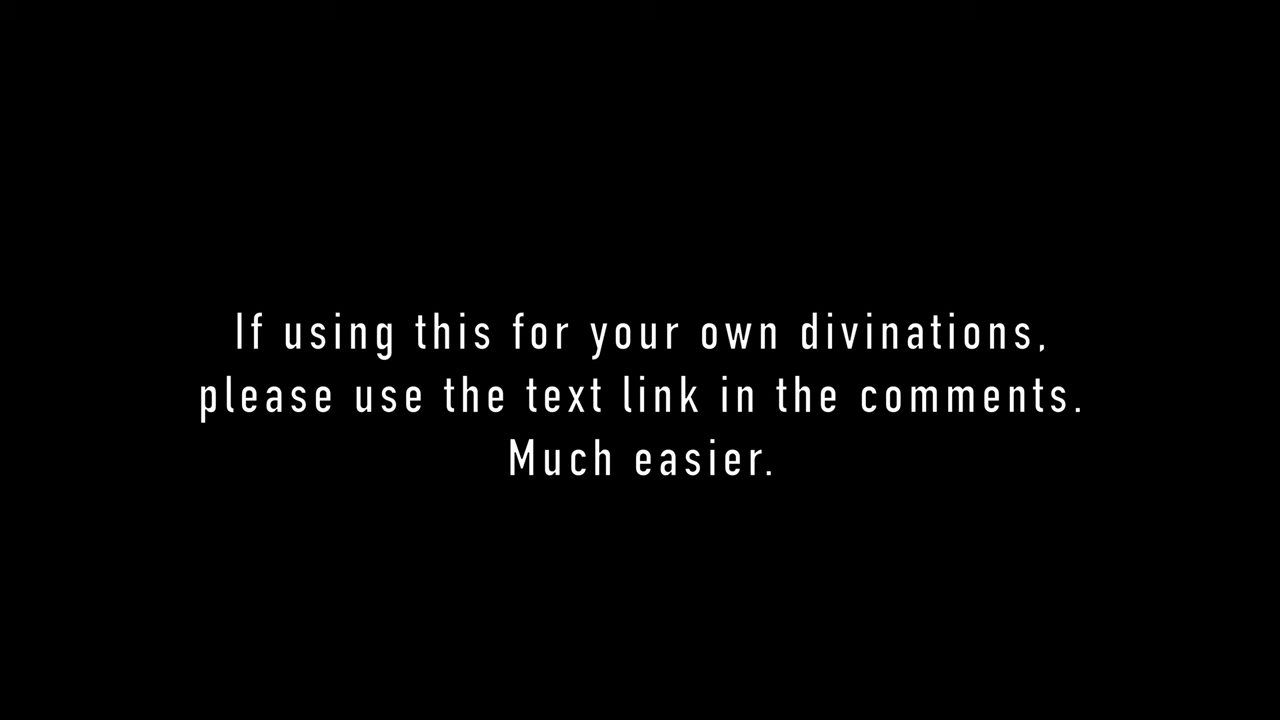 If using this for your own divinations,
please use the text link in the comments.
Much easier.